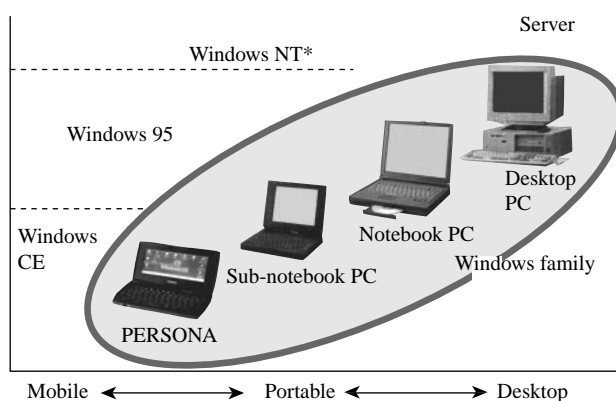 Server
Windows NT*
Windows 95
Desktop
PC
Notebook PC
Windows
CE
Sub-notebook PC
Windows family
PERSONA
Mobile
Portable
Desktop